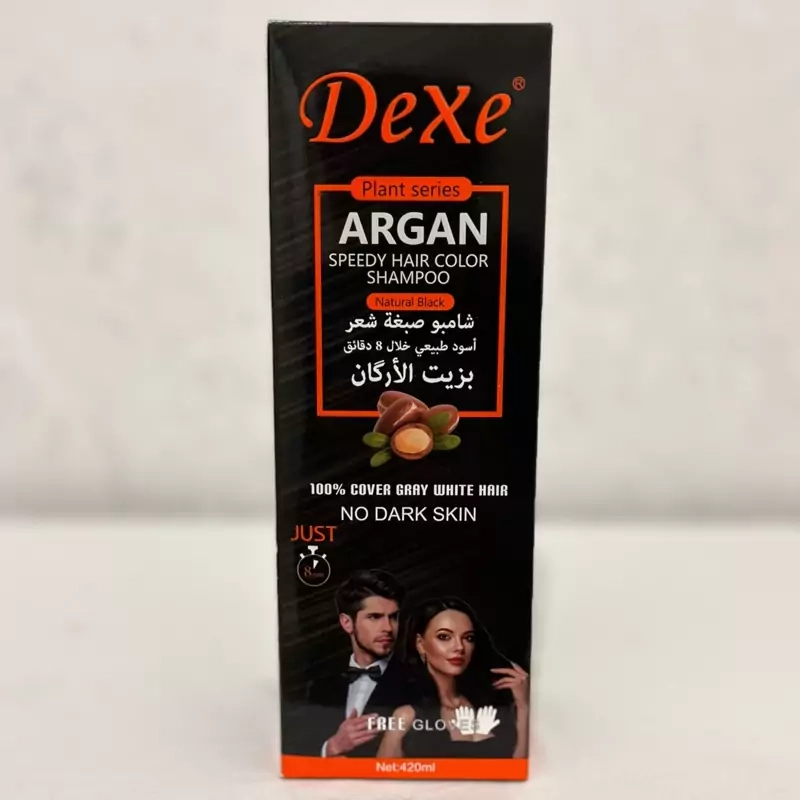 DeXe®
Plant series
ARGAN
SPEEDY HAIR COLOR
SHAMPOO
Natural Black
شامبو صبغة شعر
أسود طبيعي خلال 8 دقائق
بزيت الأرگان
100% COVER GRAY WHITE HAIR
NO DARK SKIN
JUST
8
FREE GLOVES
Net:420ml